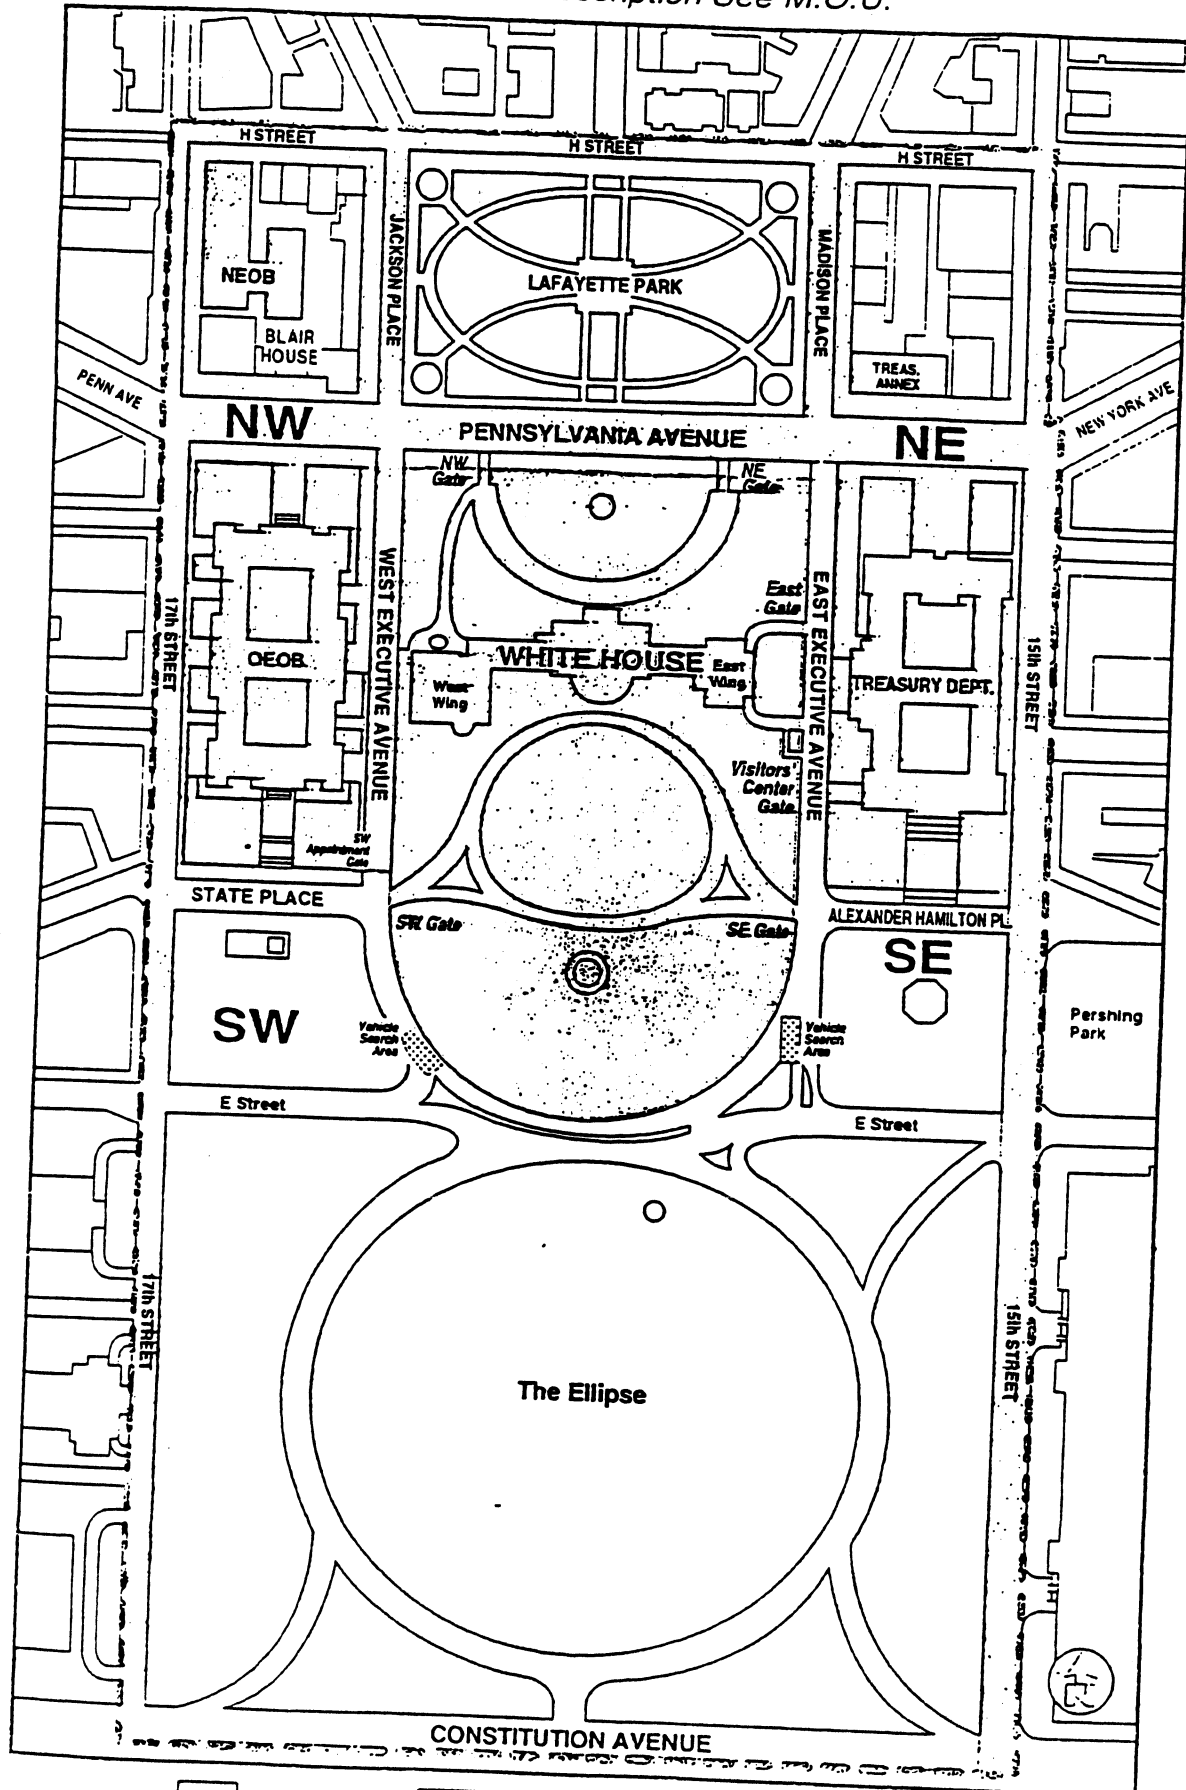 See M.O.U.
H STREET
H STREET
H STREET
JACKSON PLACE
MADISON PLACE
NEOB
LAFAYETTE PARK
BLAIR
HOUSE
TREAS.
ANNEX
PENN AVE
NEW YORK AVE
NW
PENNSYLVANIA AVENUE
NE
NW
Gate
NE
Gate
WEST EXECUTIVE AVENUE
EAST EXECUTIVE AVENUE
East
Gate
17th STREET
15th STREET
OEOB
WHITE HOUSE
West
Wing
East
Wing
TREASURY DEPT.
Visitors'
Center
Gate
SW
Appointment
Gate
STATE PLACE
ALEXANDER HAMILTON PL
SW Gate
SE Gate
SE
SW
Vehicle
Search
Area
Vehicle
Search
Area
Pershing
Park
E Street
E Street
17th STREET
15th STREET
The Ellipse
CONSTITUTION AVENUE